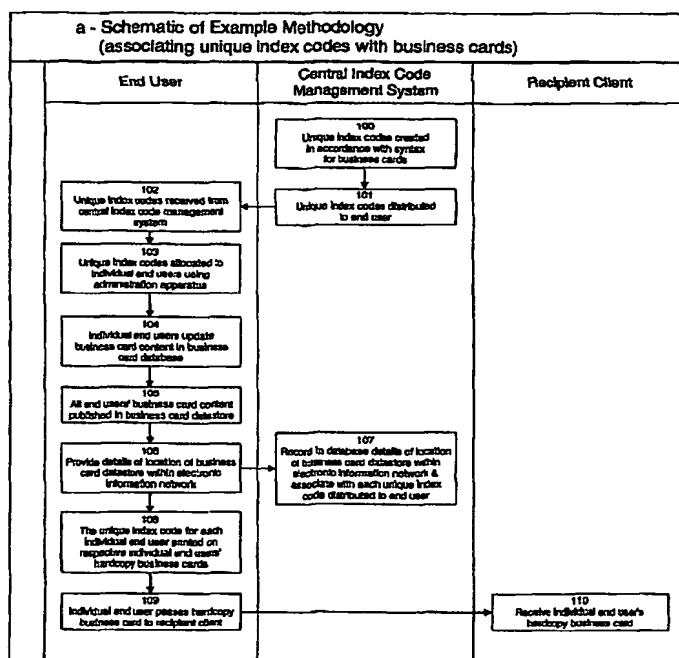 a - Schematic of Example Methodology
(associating unique index codes with business cards)
End User
Central Index Code
Management System
Recipient Client
100
Unique index codes created
in accordance with syntax
for business cards
101
Unique index codes distributed
to end user
102
Unique index codes received from
central index code management
system
103
Unique index codes allocated to
individual end users using
administration apparatus
104
Individual end users update
business card content in business
card database
105
All end users' business card content
published in business card datastore
106
Provide details of location of business
card datastore within electronic
information network
107
Record to database details of location
of business card datastore within
electronic information network &
associate with each unique index
code distributed to end user
108
The unique index code for each
individual end user printed on
respective individual end users'
hardcopy business cards
109
Individual end user passes hardcopy
business card to recipient client
110
Receive individual end user's
hardcopy business card